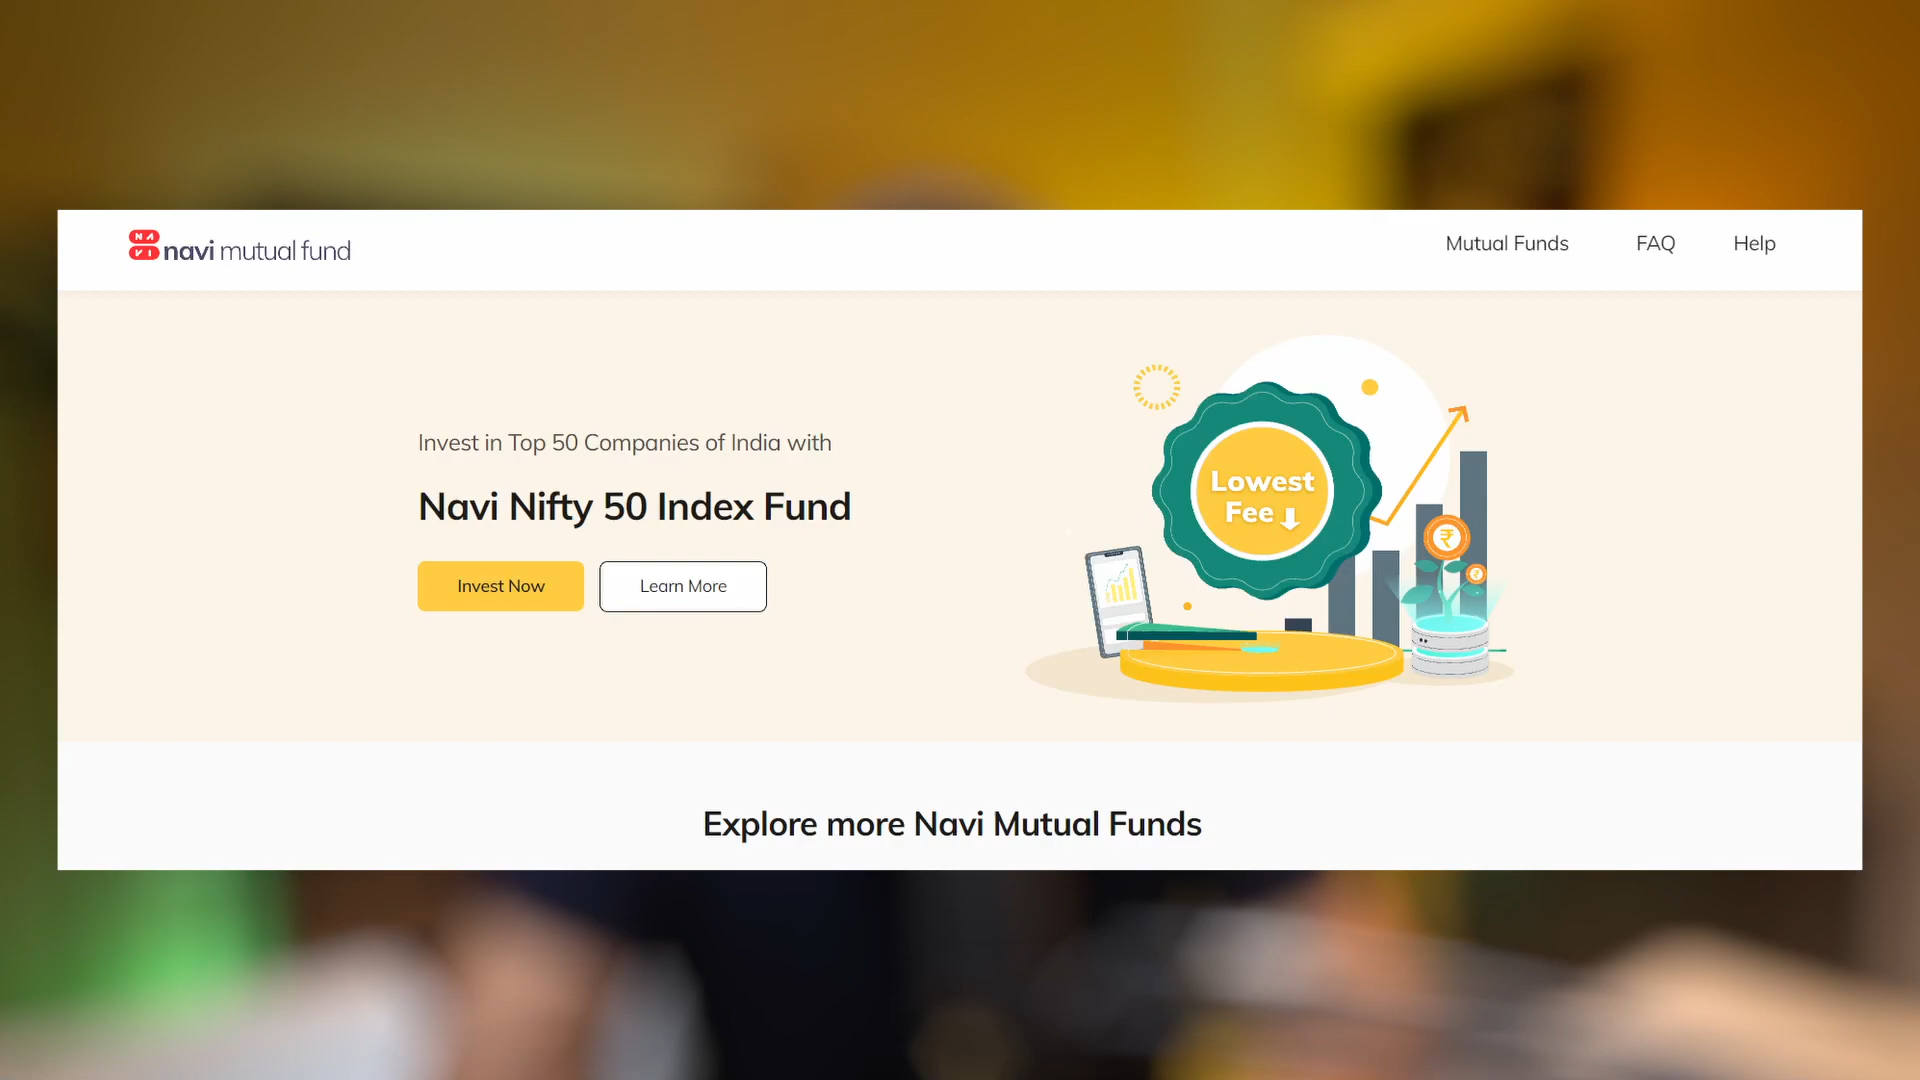 NAVI navi mutual fund
Mutual Funds FAQ Help
Invest in Top 50 Companies of India with
Navi Nifty 50 Index Fund
Invest Now Learn More
Lowest
Fee
₹
₹
Explore more Navi Mutual Funds